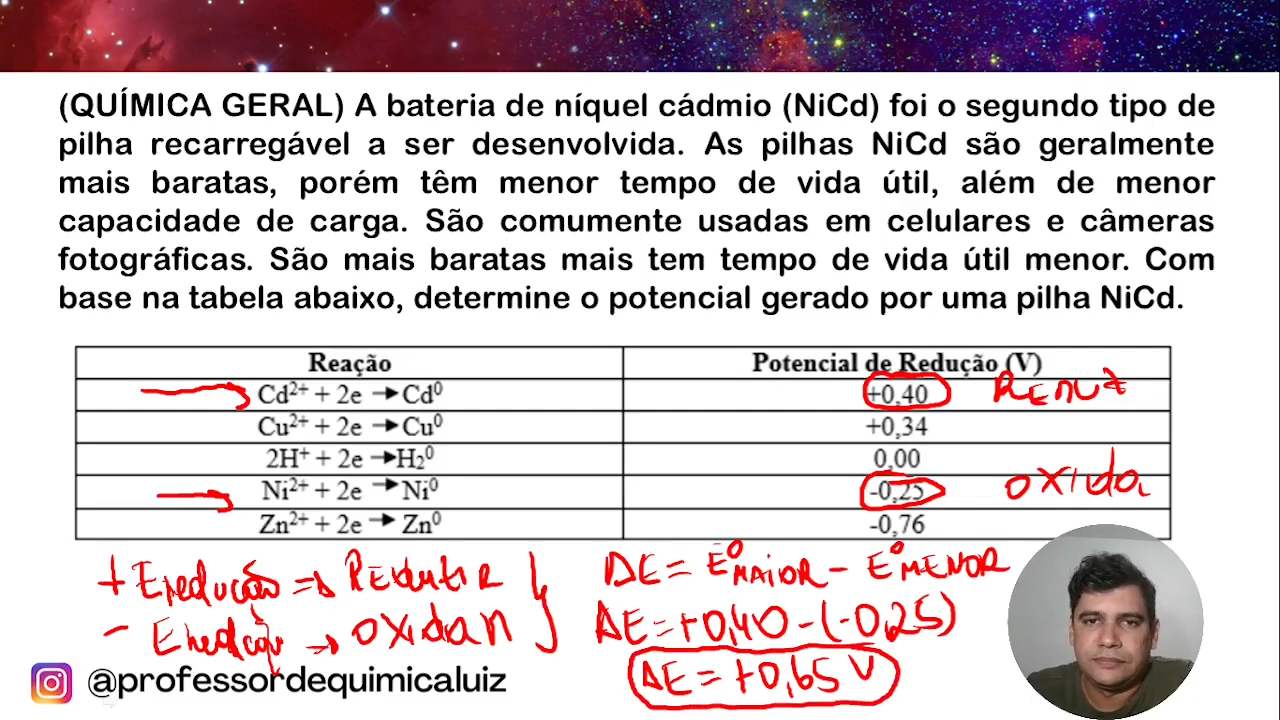 (QUÍMICA GERAL) A bateria de níquel cádmio (NiCd) foi o segundo tipo de
pilha recarregável a ser desenvolvida. As pilhas NiCd são geralmente
mais baratas, porém têm menor tempo de vida útil, além de menor
capacidade de carga. São comumente usadas em celulares e câmeras
fotográficas. São mais baratas mais tem tempo de vida útil menor. Com
base na tabela abaixo, determine o potencial gerado por uma pilha NiCd.
Reação Potencial de Redução (V)
Cd²⁺ + 2e → Cd⁰ +0,40 REDUZ
Cu²⁺ + 2e → Cu⁰ +0,34
2H⁺ + 2e → H₂⁰ 0,00
Ni²⁺ + 2e → Ni⁰ -0,25 oxida
Zn²⁺ + 2e → Zn⁰ -0,76
+ Eredução ⇒ REDUZIR
- Eredução → oxidar
ΔE = E°MAIOR - E°MENOR
ΔE = +0,40 - (-0,25)
ΔE = +0,65 V
@professordequimicaluiz